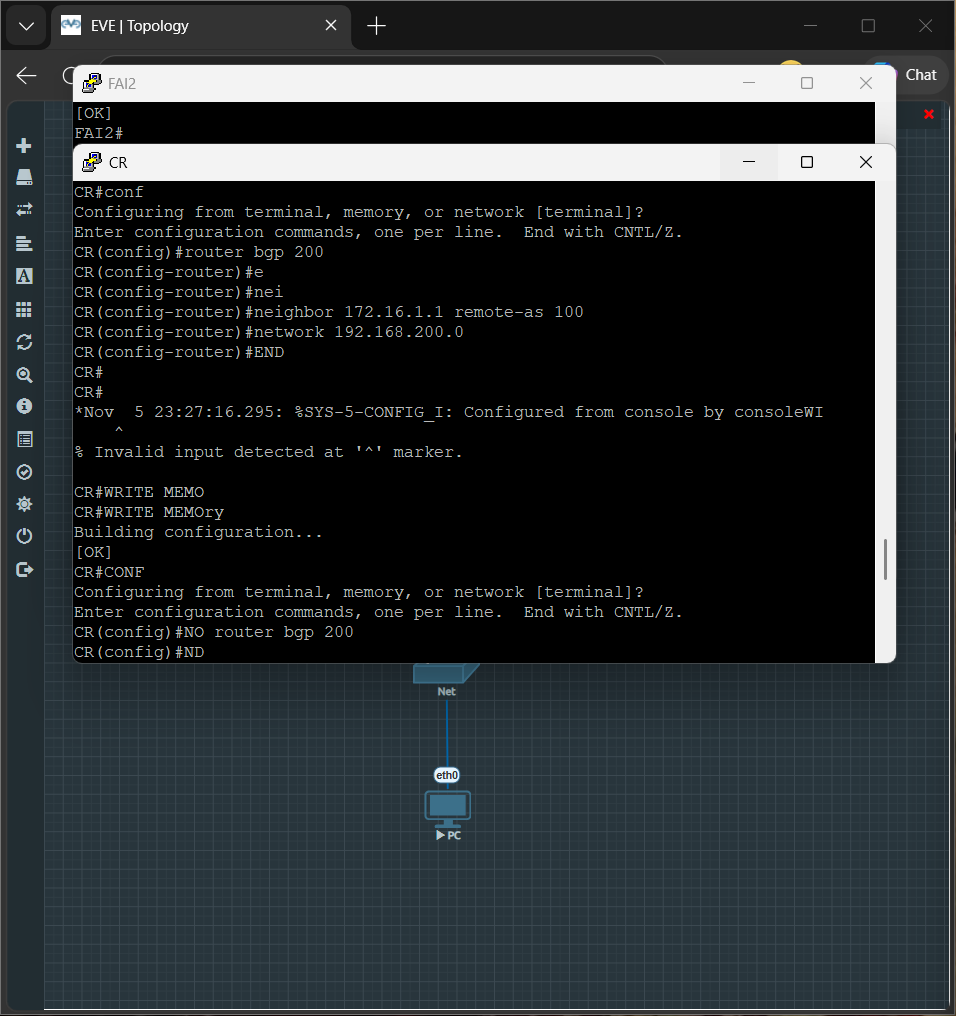 EVE | Topology
Chat
FAI2
[OK]
FAI2#
CR
CR#conf
Configuring from terminal, memory, or network [terminal]?
Enter configuration commands, one per line.  End with CNTL/Z.
CR(config)#router bgp 200
CR(config-router)#e
CR(config-router)#nei
CR(config-router)#neighbor 172.16.1.1 remote-as 100
CR(config-router)#network 192.168.200.0
CR(config-router)#END
CR#
CR#
*Nov  5 23:27:16.295: %SYS-5-CONFIG_I: Configured from console by consoleWI
^
% Invalid input detected at '^' marker.
CR#WRITE MEMO
CR#WRITE MEMOry
Building configuration...
[OK]
CR#CONF
Configuring from terminal, memory, or network [terminal]?
Enter configuration commands, one per line.  End with CNTL/Z.
CR(config)#NO router bgp 200
CR(config)#ND
Net
eth0
PC